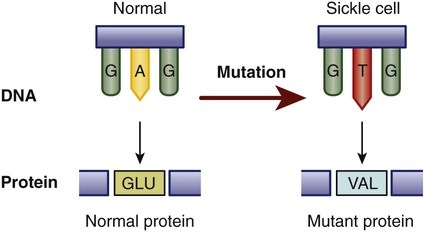 Normal
Sickle cell
G A G
Mutation
G T G
DNA
Protein
GLU
VAL
Normal protein
Mutant protein